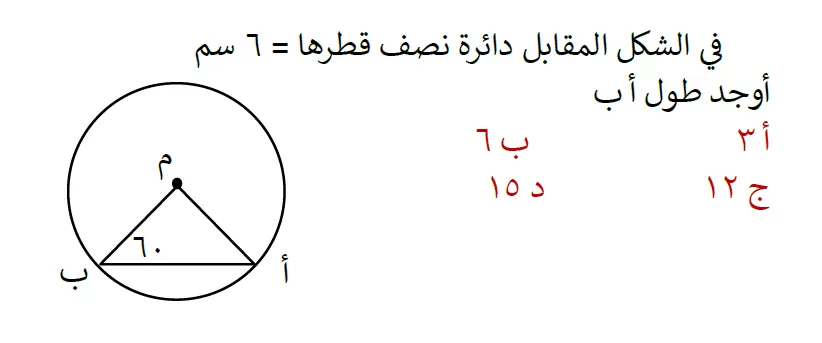 في الشكل المقابل دائرة نصف قطرها = ٦ سم
أوجد طول أ ب
أ ٣ ب ٦
ج ١٢ د ١٥
م
٦٠
أ ب